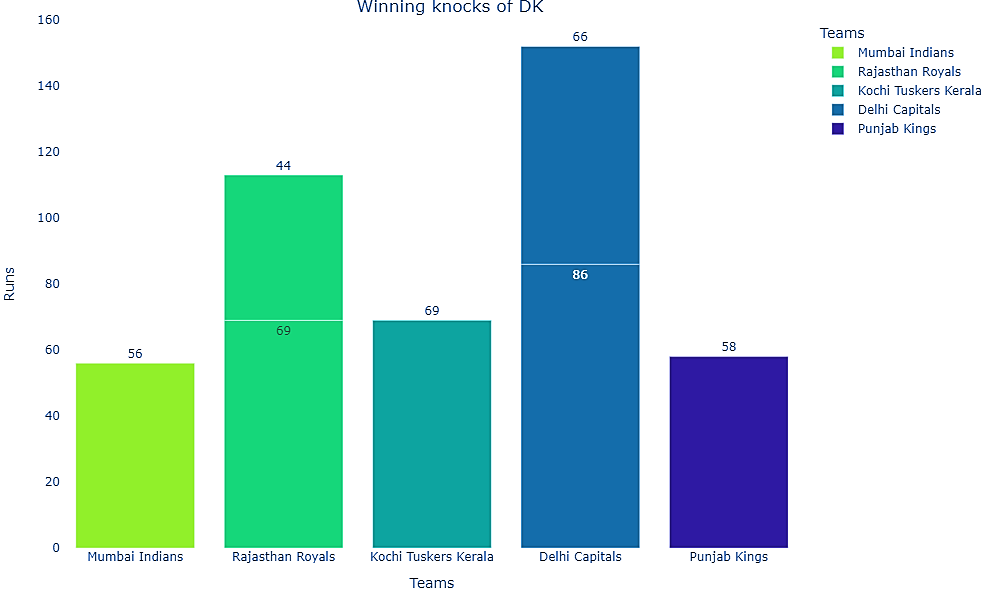 Winning knocks of DK
160
140
120
100
80
60
40
20
0
Runs
56
44
69
69
66
86
58
Mumbai Indians
Rajasthan Royals
Kochi Tuskers Kerala
Delhi Capitals
Punjab Kings
Teams
Teams
Mumbai Indians
Rajasthan Royals
Kochi Tuskers Kerala
Delhi Capitals
Punjab Kings